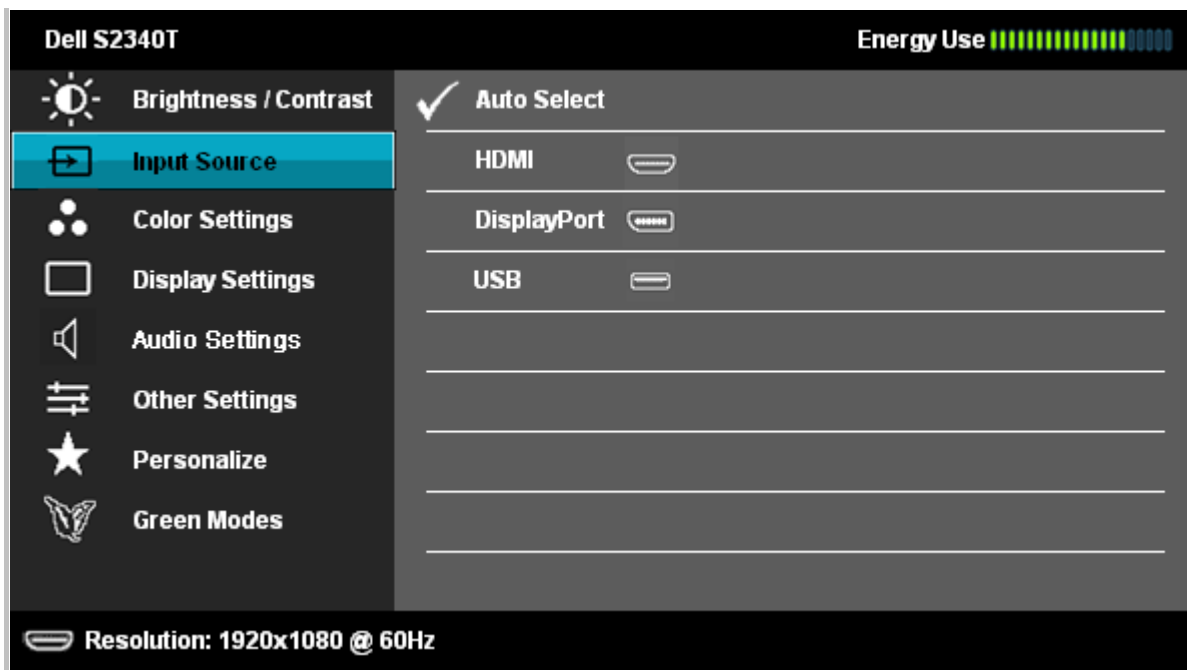 Dell S2340T Energy Use
Brightness / Contrast Auto Select
Input Source HDMI
Color Settings DisplayPort
Display Settings USB
Audio Settings
Other Settings
Personalize
Green Modes
Resolution: 1920x1080 @ 60Hz